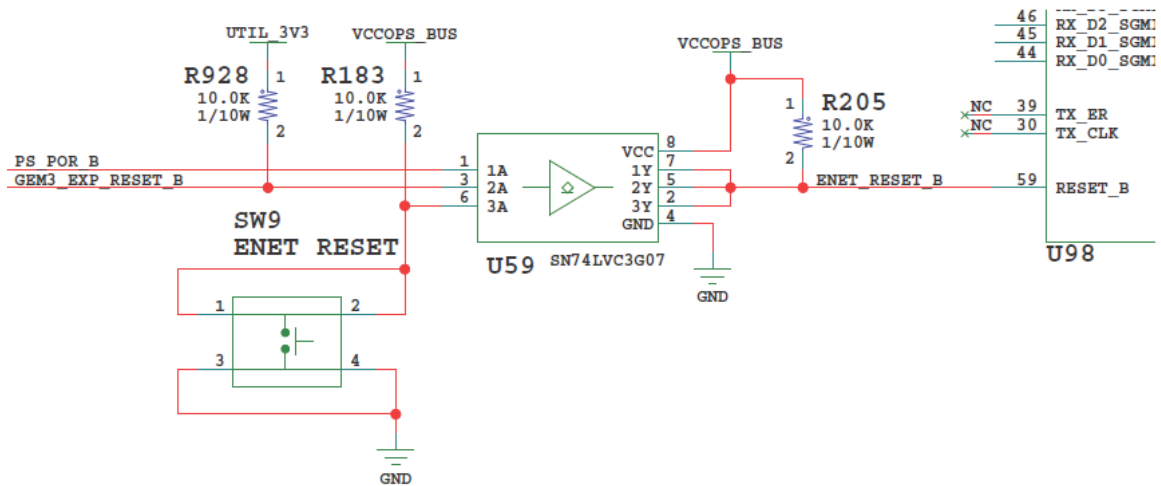 UTIL_3V3
VCCOPS_BUS
R928
1
10.0K
1/10W
2
R183
1
10.0K
1/10W
2
VCCOPS_BUS
1
R205
10.0K
1/10W
2
PS_POR_B
GEM3_EXP_RESET_B
1
3
6
1A
2A
3A
VCC
1Y
2Y
3Y
GND
8
7
5
2
4
U59
SN74LVC3G07
GND
ENET_RESET_B
46
45
44
RX_D2_SGMI
RX_D1_SGMI
RX_D0_SGMI
NC
39
TX_ER
NC
30
TX_CLK
59
RESET_B
U98
SW9
ENET RESET
1
2
3
4
GND